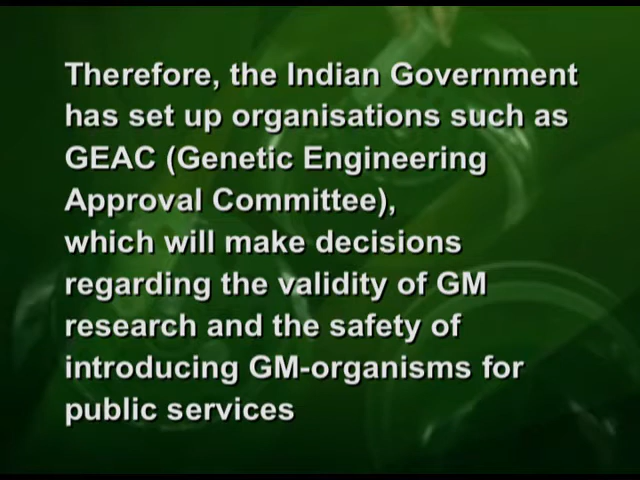 Therefore, the Indian Government
has set up organisations such as
GEAC (Genetic Engineering
Approval Committee),
which will make decisions
regarding the validity of GM
research and the safety of
introducing GM-organisms for
public services